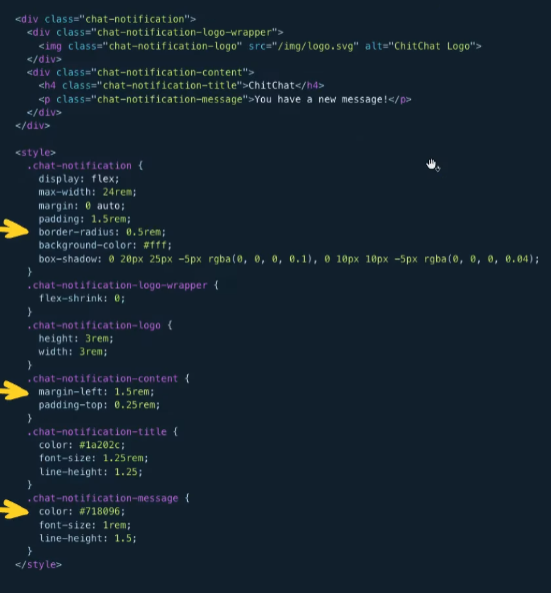 <div class="chat-notification">
<div class="chat-notification-logo-wrapper">
<img class="chat-notification-logo" src="/img/logo.svg" alt="ChitChat Logo">
</div>
<div class="chat-notification-content">
<h4 class="chat-notification-title">ChitChat</h4>
<p class="chat-notification-message">You have a new message!</p>
</div>
</div>
<style>
.chat-notification {
display: flex;
max-width: 24rem;
margin: 0 auto;
padding: 1.5rem;
border-radius: 0.5rem;
background-color: #fff;
box-shadow: 0 20px 25px -5px rgba(0, 0, 0, 0.1), 0 10px 10px -5px rgba(0, 0, 0, 0.04);
}
.chat-notification-logo-wrapper {
flex-shrink: 0;
}
.chat-notification-logo {
height: 3rem;
width: 3rem;
}
.chat-notification-content {
margin-left: 1.5rem;
padding-top: 0.25rem;
}
.chat-notification-title {
color: #1a202c;
font-size: 1.25rem;
line-height: 1.25;
}
.chat-notification-message {
color: #718096;
font-size: 1rem;
line-height: 1.5;
}
</style>